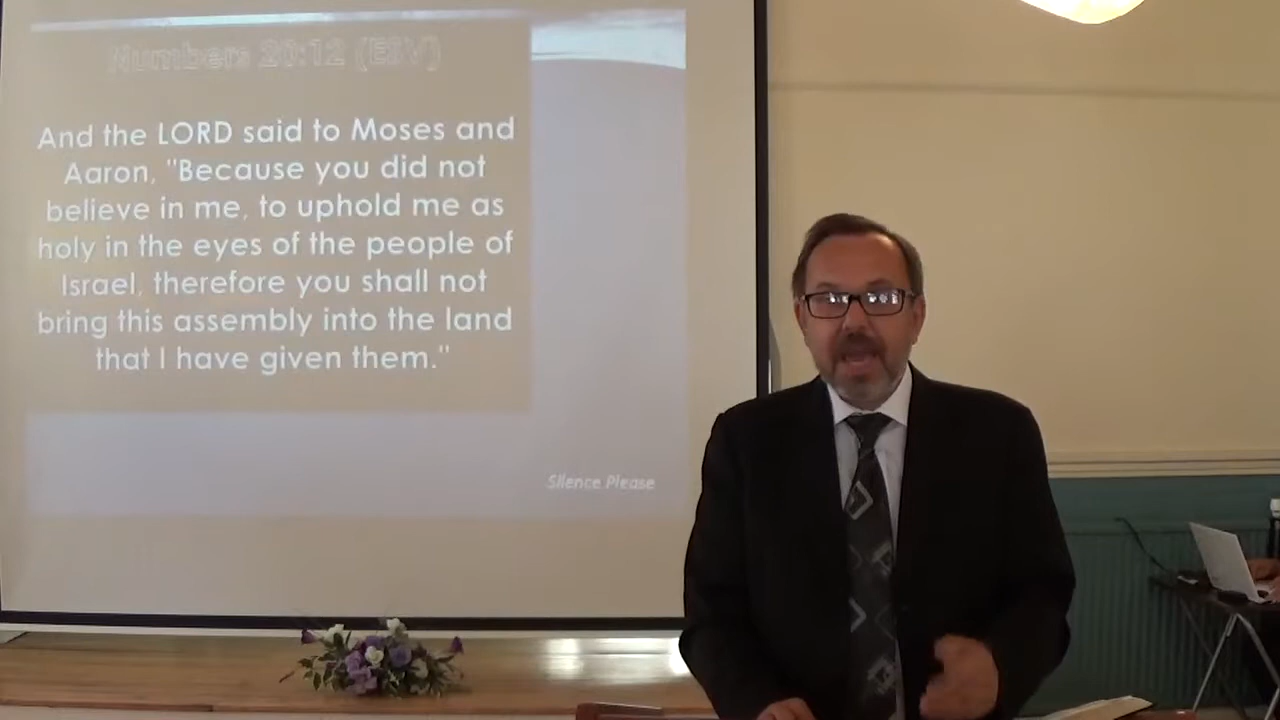 Numbers 20:12 (ESV)
And the LORD said to Moses and
Aaron, "Because you did not
believe in me, to uphold me as
holy in the eyes of the people of
Israel, therefore you shall not
bring this assembly into the land
that I have given them."
Silence Please